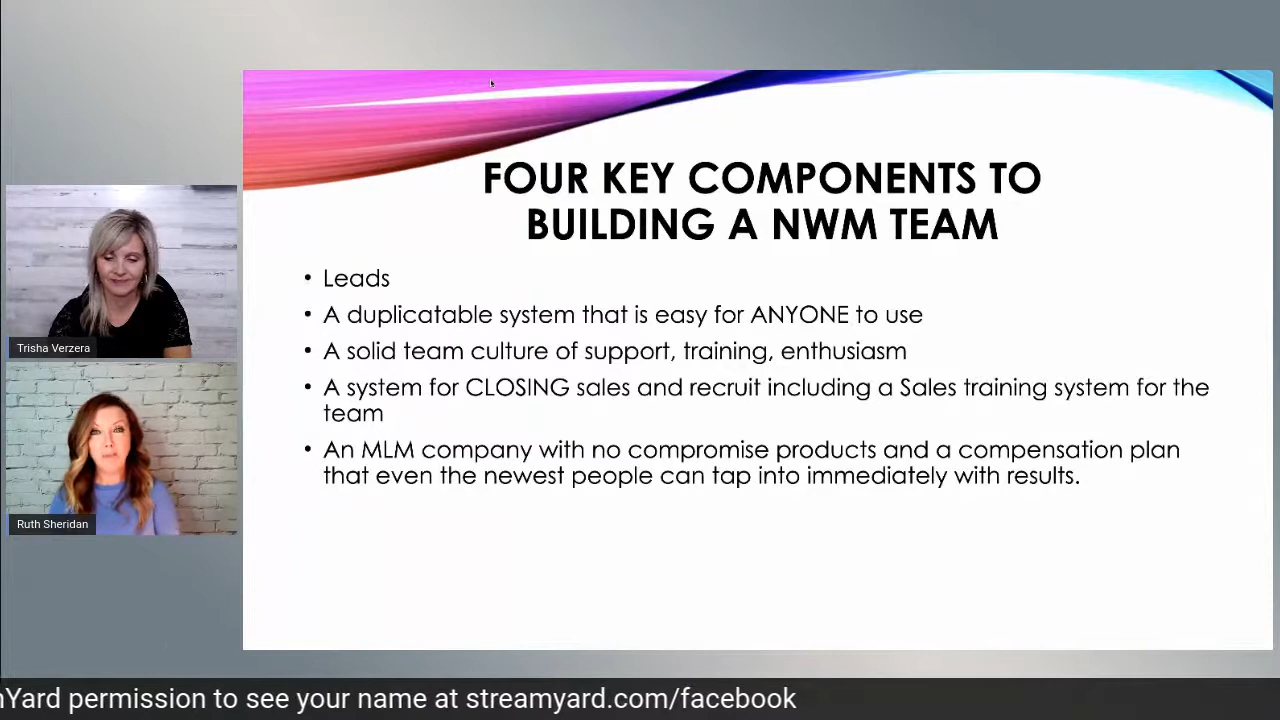 FOUR KEY COMPONENTS TO
BUILDING A NWM TEAM
• Leads
• A duplicatable system that is easy for ANYONE to use
• A solid team culture of support, training, enthusiasm
• A system for CLOSING sales and recruit including a Sales training system for the
team
• An MLM company with no compromise products and a compensation plan
that even the newest people can tap into immediately with results.
Trisha Verzera
Ruth Sheridan
nYard permission to see your name at streamyard.com/facebook